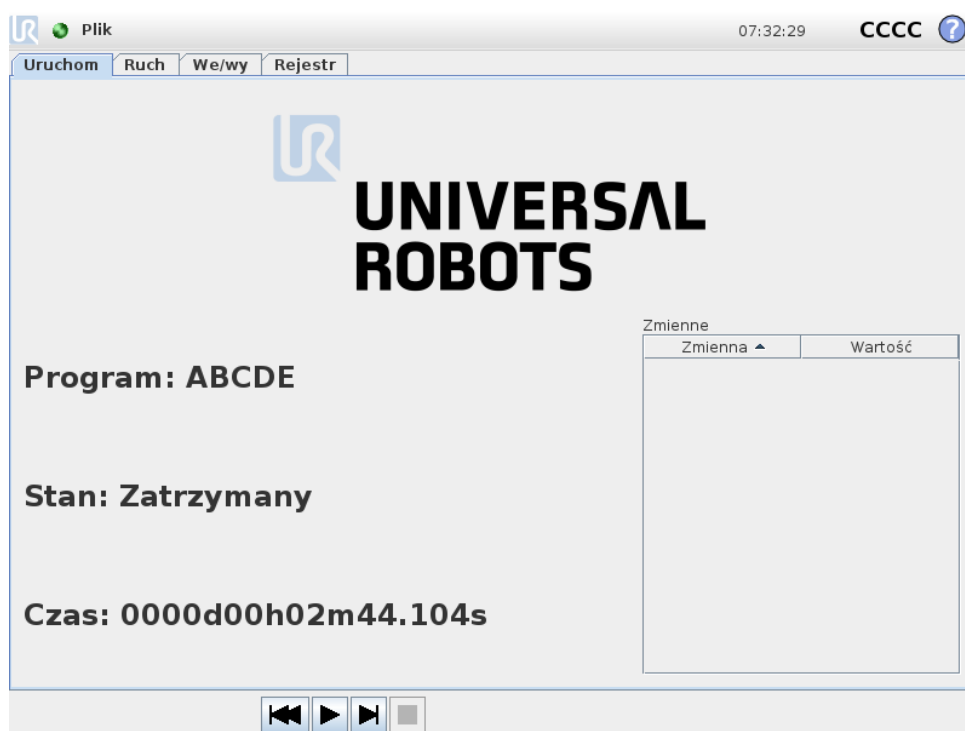 Plik
07:32:29
CCCC
?
Uruchom
Ruch
We/wy
Rejestr
UNIVERSAL
ROBOTS
Zmienne
Zmienna
Wartość
Program: ABCDE
Stan: Zatrzymany
Czas: 0000d00h02m44.104s